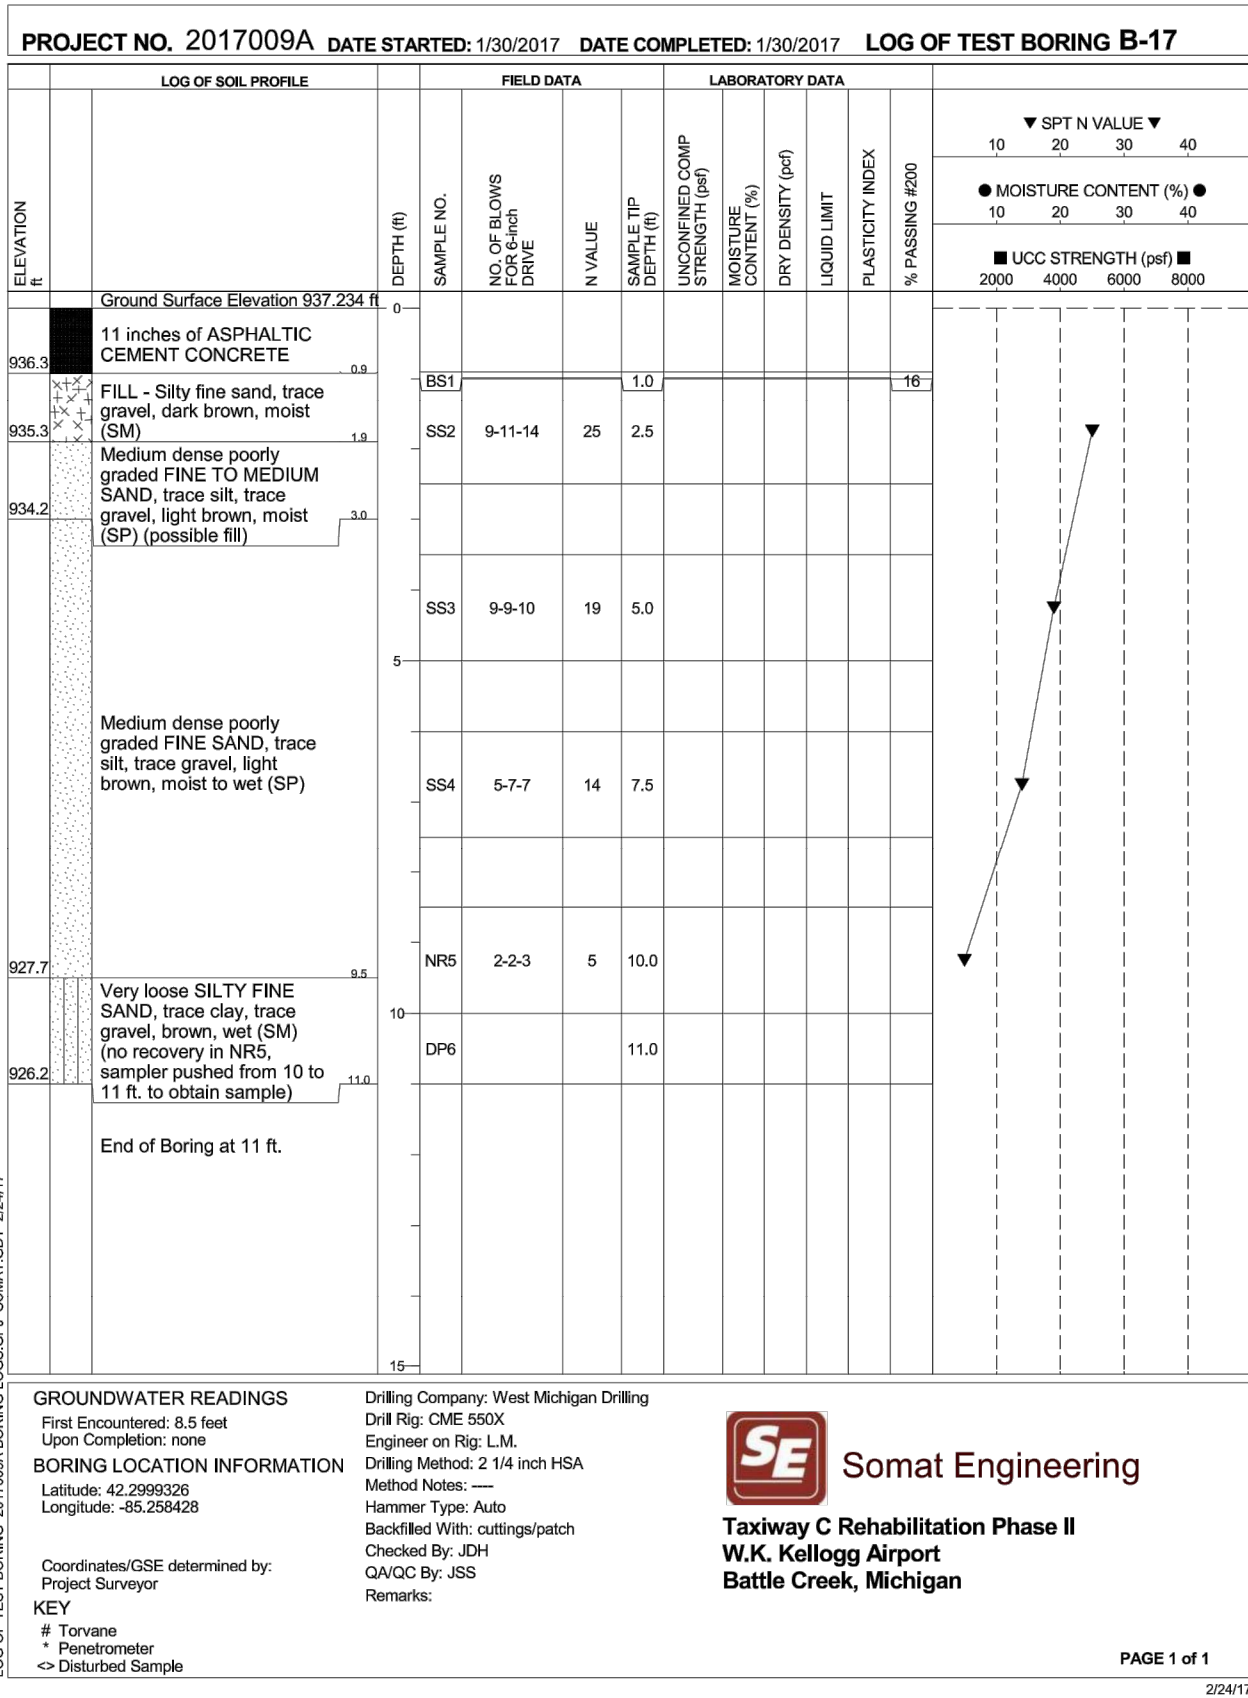 PROJECT NO. 2017009A DATE STARTED: 1/30/2017 DATE COMPLETED: 1/30/2017 LOG OF TEST BORING B-17
LOG OF SOIL PROFILE FIELD DATA LABORATORY DATA
ELEVATION
ft
DEPTH (ft)
SAMPLE NO.
NO. OF BLOWS
FOR 6-inch
DRIVE
N VALUE
SAMPLE TIP
DEPTH (ft)
UNCONFINED COMP
STRENGTH (psf)
MOISTURE
CONTENT (%)
DRY DENSITY (pcf)
LIQUID LIMIT
PLASTICITY INDEX
% PASSING #200
▼ SPT N VALUE ▼
10 20 30 40
● MOISTURE CONTENT (%) ●
10 20 30 40
■ UCC STRENGTH (psf) ■
2000 4000 6000 8000
Ground Surface Elevation 937.234 ft
0
11 inches of ASPHALTIC
CEMENT CONCRETE
936.3 0.9
BS1 1.0 16
FILL - Silty fine sand, trace
gravel, dark brown, moist
(SM)
935.3 1.9
SS2 9-11-14 25 2.5
Medium dense poorly
graded FINE TO MEDIUM
SAND, trace silt, trace
gravel, light brown, moist
(SP) (possible fill)
934.2 3.0
SS3 9-9-10 19 5.0
5
Medium dense poorly
graded FINE SAND, trace
silt, trace gravel, light
brown, moist to wet (SP)
SS4 5-7-7 14 7.5
NR5 2-2-3 5 10.0
927.7 9.5
Very loose SILTY FINE
SAND, trace clay, trace
gravel, brown, wet (SM)
(no recovery in NR5,
sampler pushed from 10 to
11 ft. to obtain sample)
10
DP6 11.0
926.2 11.0
End of Boring at 11 ft.
15
GROUNDWATER READINGS
First Encountered: 8.5 feet
Upon Completion: none
BORING LOCATION INFORMATION
Latitude: 42.2999326
Longitude: -85.258428
Coordinates/GSE determined by:
Project Surveyor
KEY
# Torvane
* Penetrometer
<> Disturbed Sample
Drilling Company: West Michigan Drilling
Drill Rig: CME 550X
Engineer on Rig: L.M.
Drilling Method: 2 1/4 inch HSA
Method Notes: ----
Hammer Type: Auto
Backfilled With: cuttings/patch
Checked By: JDH
QA/QC By: JSS
Remarks:
SE
Somat Engineering
Taxiway C Rehabilitation Phase II
W.K. Kellogg Airport
Battle Creek, Michigan
PAGE 1 of 1
2/24/17